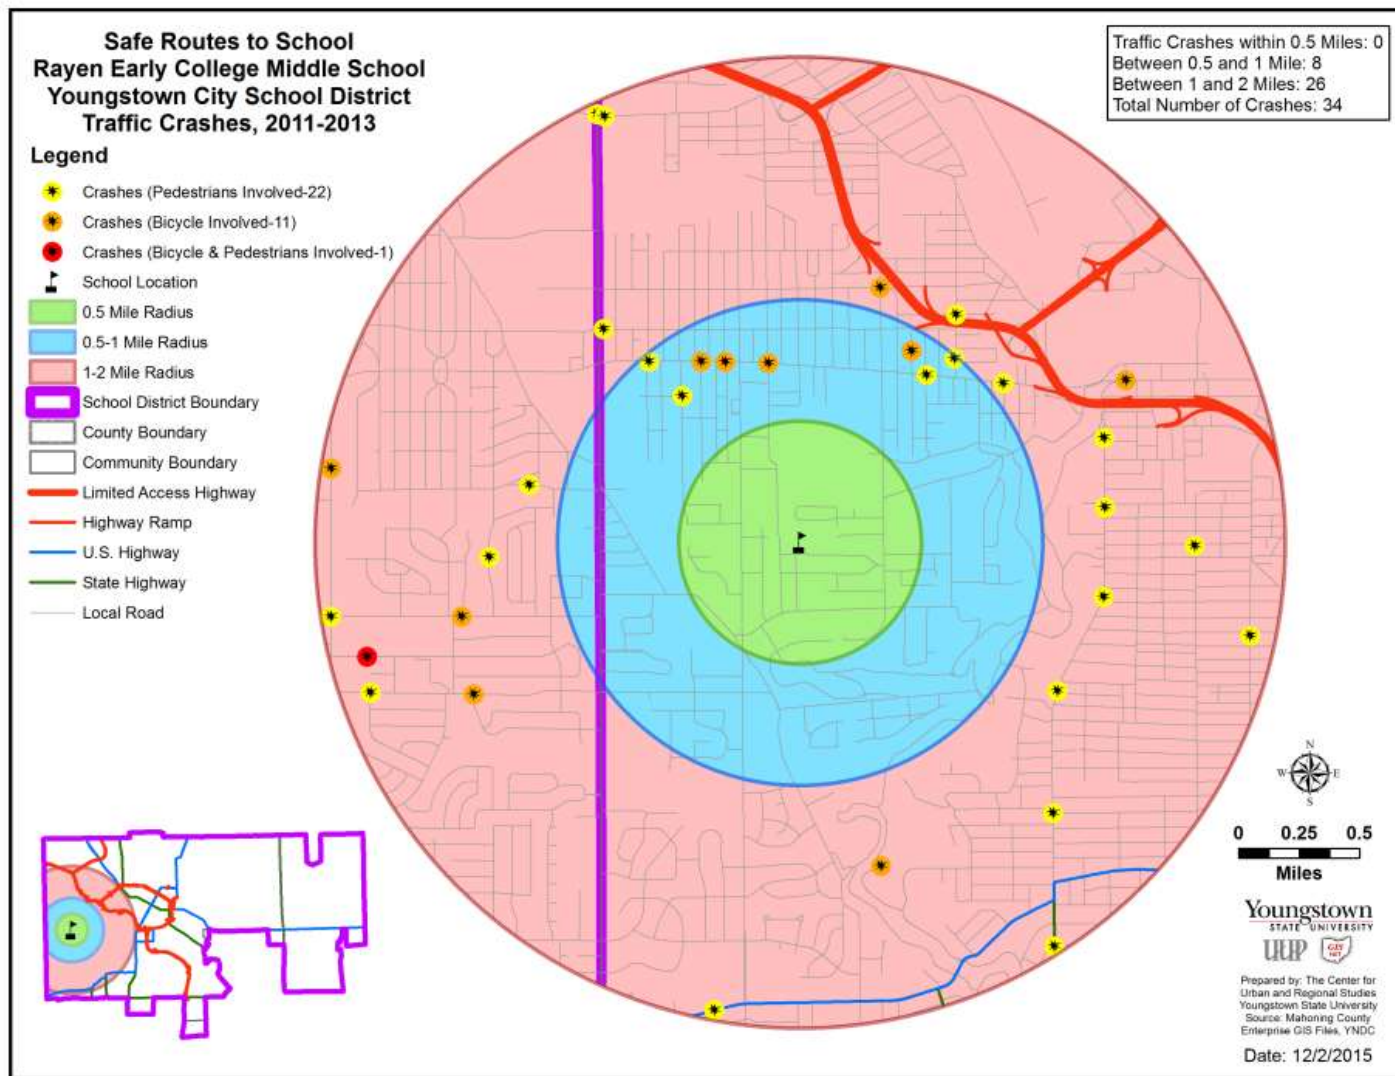 Safe Routes to School
Rayen Early College Middle School
Youngstown City School District
Traffic Crashes, 2011-2013
Traffic Crashes within 0.5 Miles: 0
Between 0.5 and 1 Mile: 8
Between 1 and 2 Miles: 26
Total Number of Crashes: 34
Legend
Crashes (Pedestrians Involved-22)
Crashes (Bicycle Involved-11)
Crashes (Bicycle & Pedestrians Involved-1)
School Location
0.5 Mile Radius
0.5-1 Mile Radius
1-2 Mile Radius
School District Boundary
County Boundary
Community Boundary
Limited Access Highway
Highway Ramp
U.S. Highway
State Highway
Local Road
N
W E
S
0 0.25 0.5
Miles
Youngstown
STATE UNIVERSITY
GIS
Prepared by: The Center for
Urban and Regional Studies
Youngstown State University
Source: Mahoning County
Enterprise GIS Files, YNDC
Date: 12/2/2015